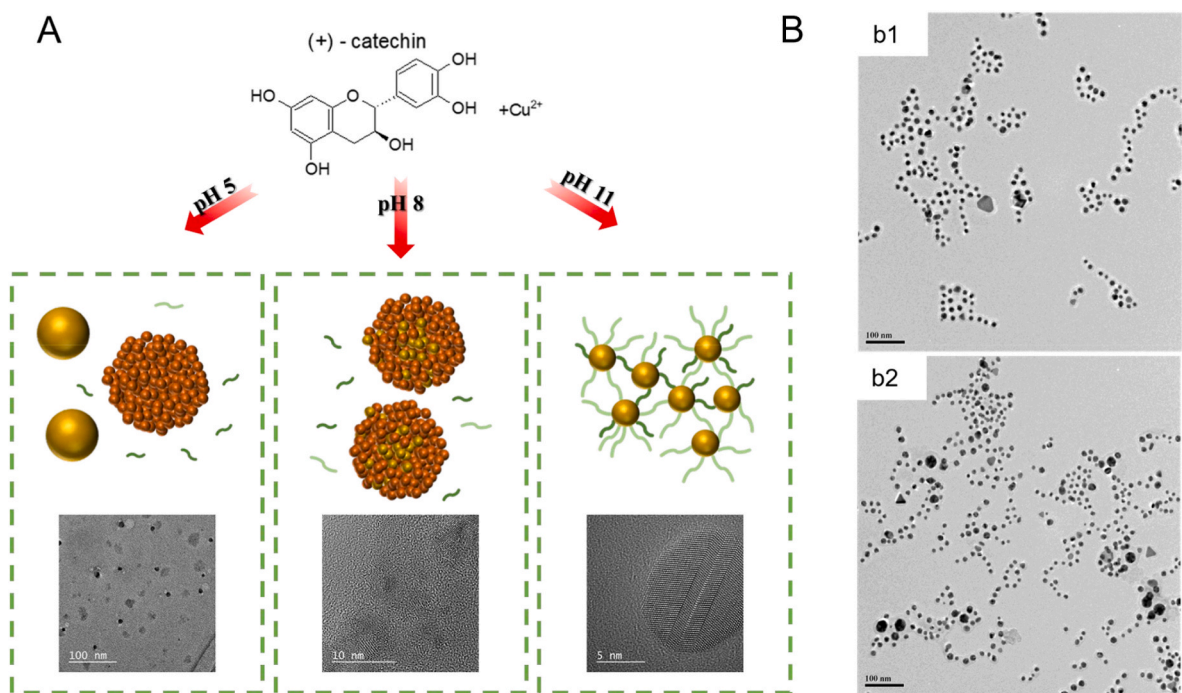 A
(+) - catechin
OH
HO
O
OH
+Cu²⁺
OH
OH
pH 5
pH 8
pH 11
100 nm
10 nm
5 nm
B
b1
100 nm
b2
100 nm